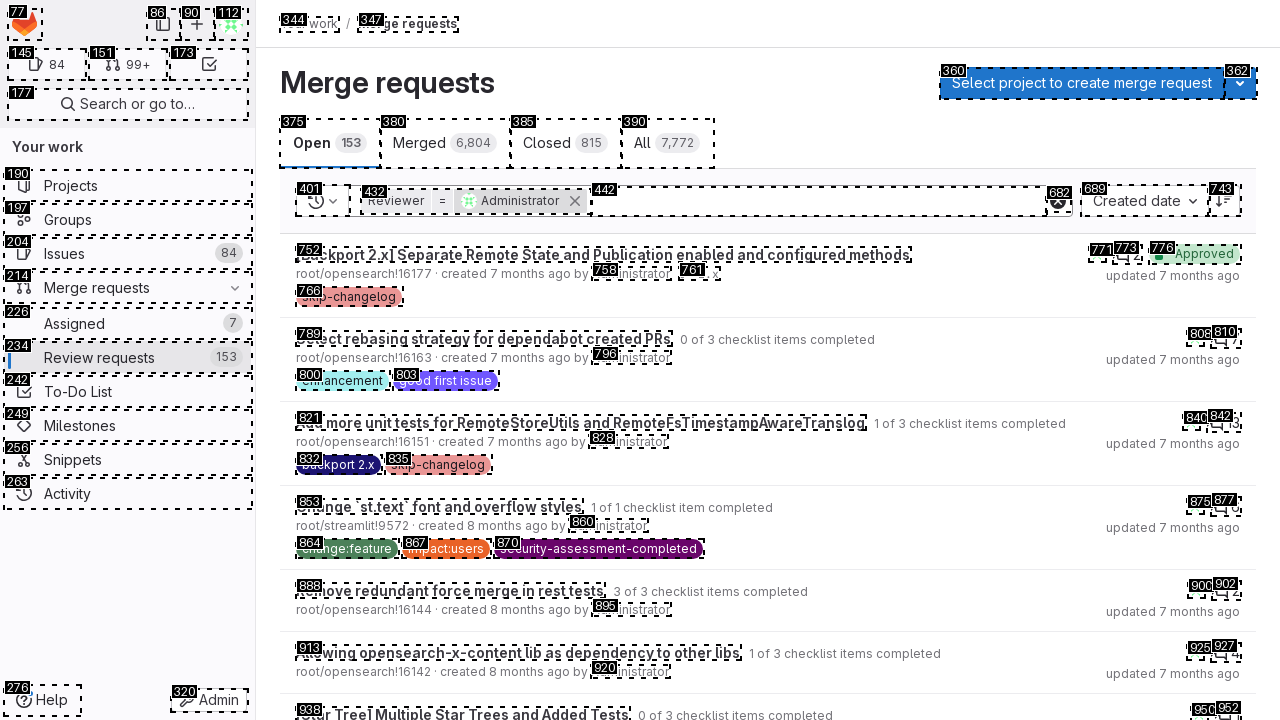 77
86
90
112
145
84
151
99+
173
177
Search or go to…
Your work
190
Projects
197
Groups
204
Issues
84
214
Merge requests
226
Assigned
7
234
Review requests
153
242
To-Do List
249
Milestones
256
Snippets
263
Activity
276
Help
320
Admin
344
work
/
347
Merge requests
Merge requests
360
Select project to create merge request
362
375
Open 153
380
Merged 6,804
385
Closed 815
390
All 7,772
401
432
Reviewer = Administrator
442
682
689
Created date
743
752
Backport 2.x] Separate Remote State and Publication enabled and configured methods
771
773
2
776
Approved
root/opensearch!16177 · created 7 months ago by
758
inistrator
761
x
updated 7 months ago
766
skip-changelog
789
rebasing strategy for dependabot created PRs
0 of 3 checklist items completed
808
810
root/opensearch!16163 · created 7 months ago by
796
inistrator
updated 7 months ago
800
enhancement
803
good first issue
821
Add more unit tests for RemoteStoreUtils and RemoteFsTimestampAwareTranslog
1 of 3 checklist items completed
840
842
3
root/opensearch!16151 · created 7 months ago by
828
inistrator
updated 7 months ago
832
backport 2.x
835
skip-changelog
853
Change `st.text` font and overflow styles
1 of 1 checklist item completed
875
877
6
root/streamlit!9572 · created 8 months ago by
860
inistrator
updated 7 months ago
864
change:feature
867
impact:users
870
security-assessment-completed
888
Remove redundant force merge in rest tests
3 of 3 checklist items completed
900
902
2
root/opensearch!16144 · created 8 months ago by
895
inistrator
updated 7 months ago
913
Allowing opensearch-x-content lib as dependency to other libs
1 of 3 checklist items completed
925
927
4
root/opensearch!16142 · created 8 months ago by
920
inistrator
updated 7 months ago
938
[Star Tree] Multiple Star Trees and Added Tests
0 of 3 checklist items completed
950
952